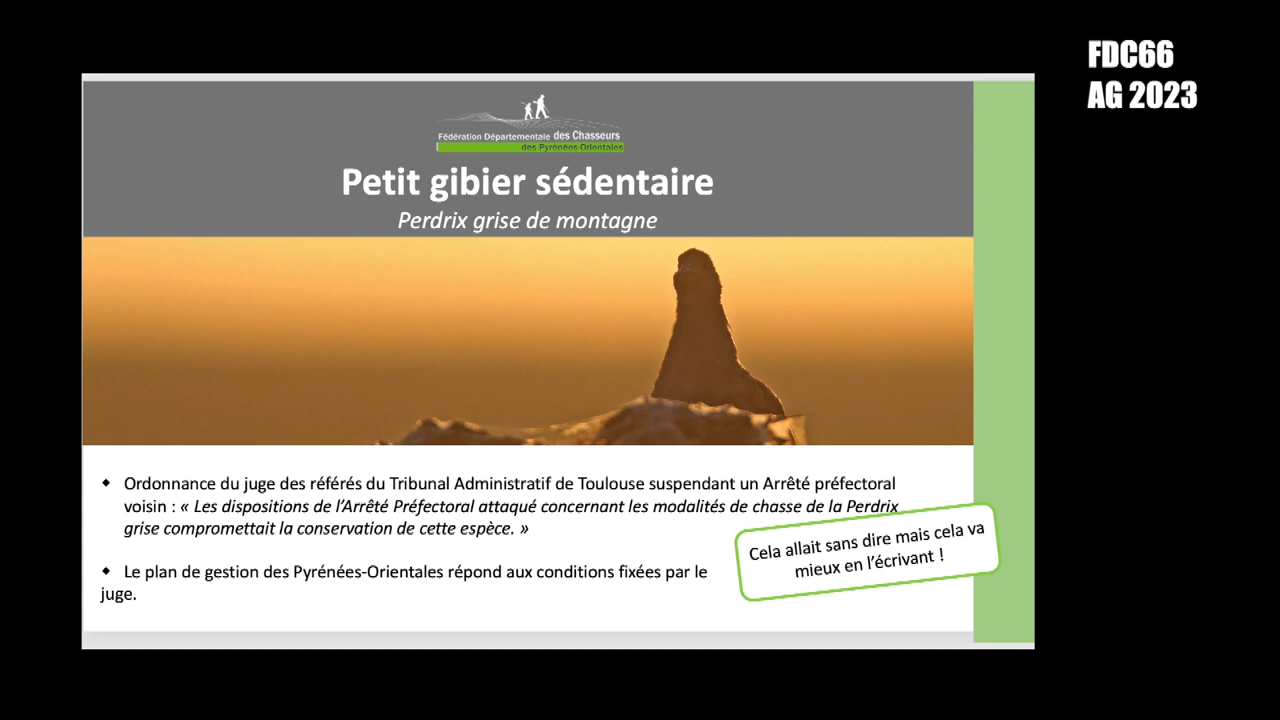 FDC66
AG 2023
Fédération Départementale des Chasseurs
des Pyrénées-Orientales
Petit gibier sédentaire
Perdrix grise de montagne
◆ Ordonnance du juge des référés du Tribunal Administratif de Toulouse suspendant un Arrêté préfectoral
voisin : « Les dispositions de l’Arrêté Préfectoral attaqué concernant les modalités de chasse de la Perdrix
grise compromettait la conservation de cette espèce. »
Cela allait sans dire mais cela va
mieux en l’écrivant !
◆ Le plan de gestion des Pyrénées-Orientales répond aux conditions fixées par le
juge.